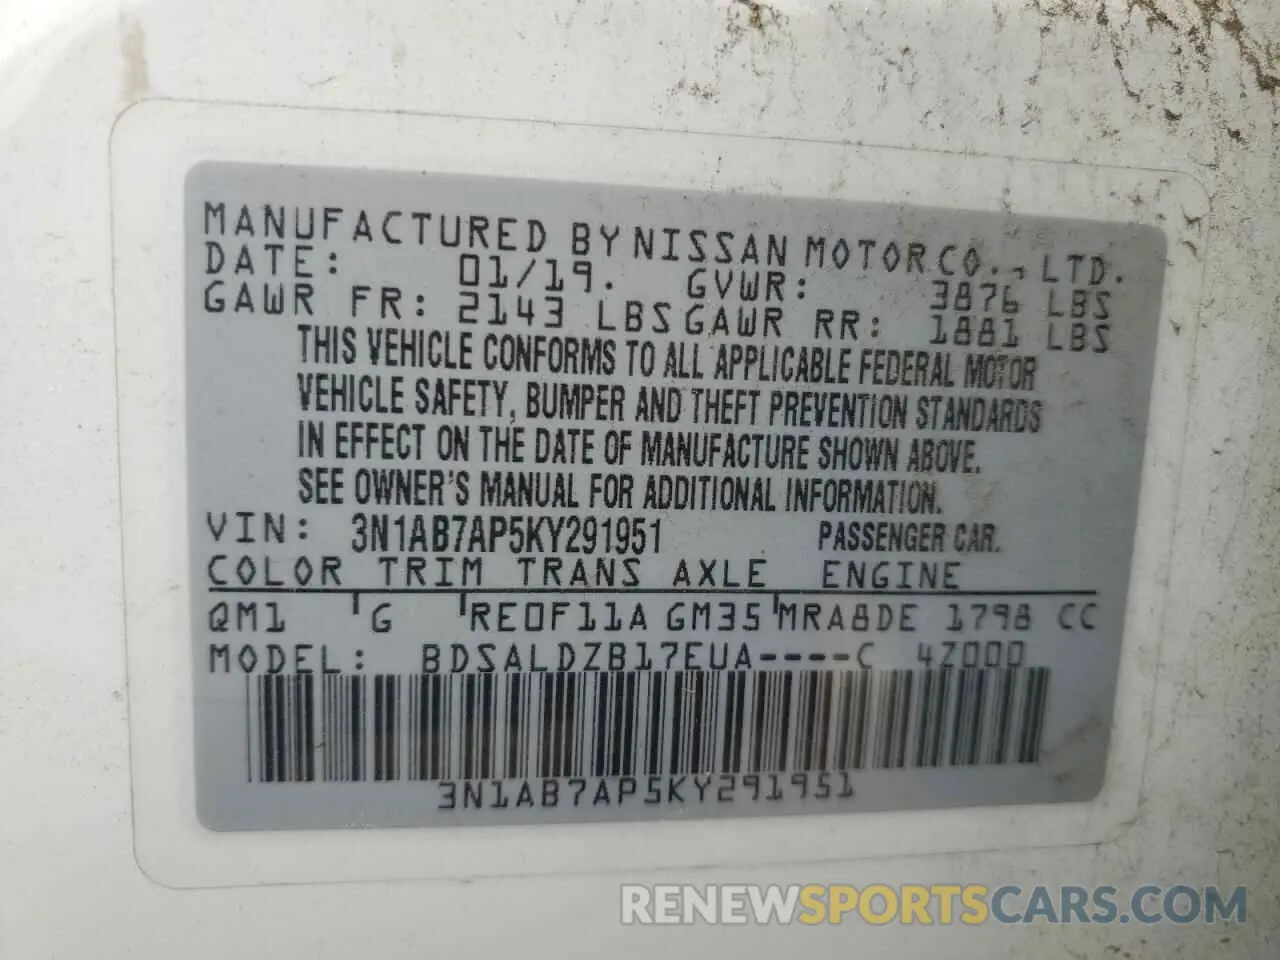 MANUFACTURED BY NISSAN MOTOR CO., LTD.
DATE: 01/19. GVWR: 3876 LBS
GAWR FR: 2143 LBS GAWR RR: 1881 LBS
THIS VEHICLE CONFORMS TO ALL APPLICABLE FEDERAL MOTOR
VEHICLE SAFETY, BUMPER AND THEFT PREVENTION STANDARDS
IN EFFECT ON THE DATE OF MANUFACTURE SHOWN ABOVE.
SEE OWNER'S MANUAL FOR ADDITIONAL INFORMATION.
VIN: 3N1AB7AP5KY291951 PASSENGER CAR.
COLOR TRIM TRANS AXLE ENGINE
QM1 G RE0F11A GM35 MRA8DE 1798 CC
MODEL: BDSALDZB17EUA----C 4Z000
3N1AB7AP5KY291951
RENEWSPORTSCARS.COM